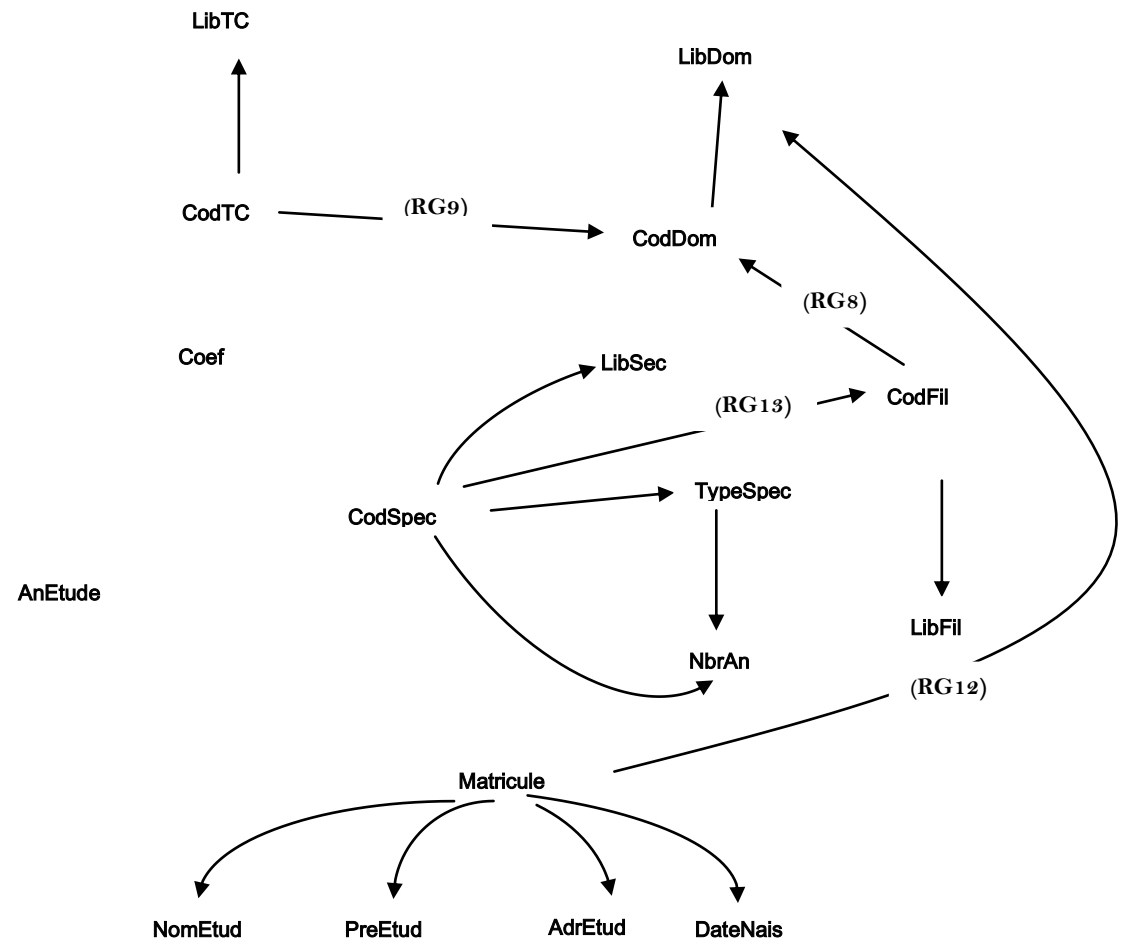 LibTC
LibDom
CodTC
(RG9)
CodDom
(RG8)
Coef
LibSec
(RG13)
CodFil
CodSpec
TypeSpec
AnEtude
LibFil
NbrAn
(RG12)
Matricule
NomEtud PreEtud AdrEtud DateNais